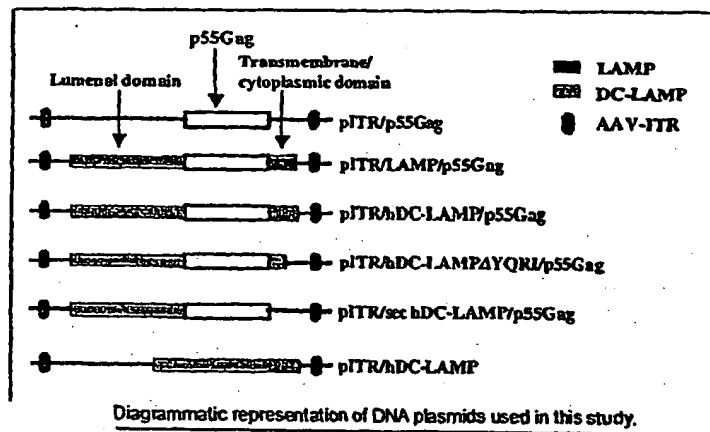 p55Gag
Lumenal domain
Transmembrane/
cytoplasmic domain
LAMP
DC-LAMP
AAV-ITR
pITR/p55Gag
pITR/LAMP/p55Gag
pITR/hDC-LAMP/p55Gag
pITR/hDC-LAMPΔYQRI/p55Gag
pITR/sec hDC-LAMP/p55Gag
pITR/hDC-LAMP
Diagrammatic representation of DNA plasmids used in this study.